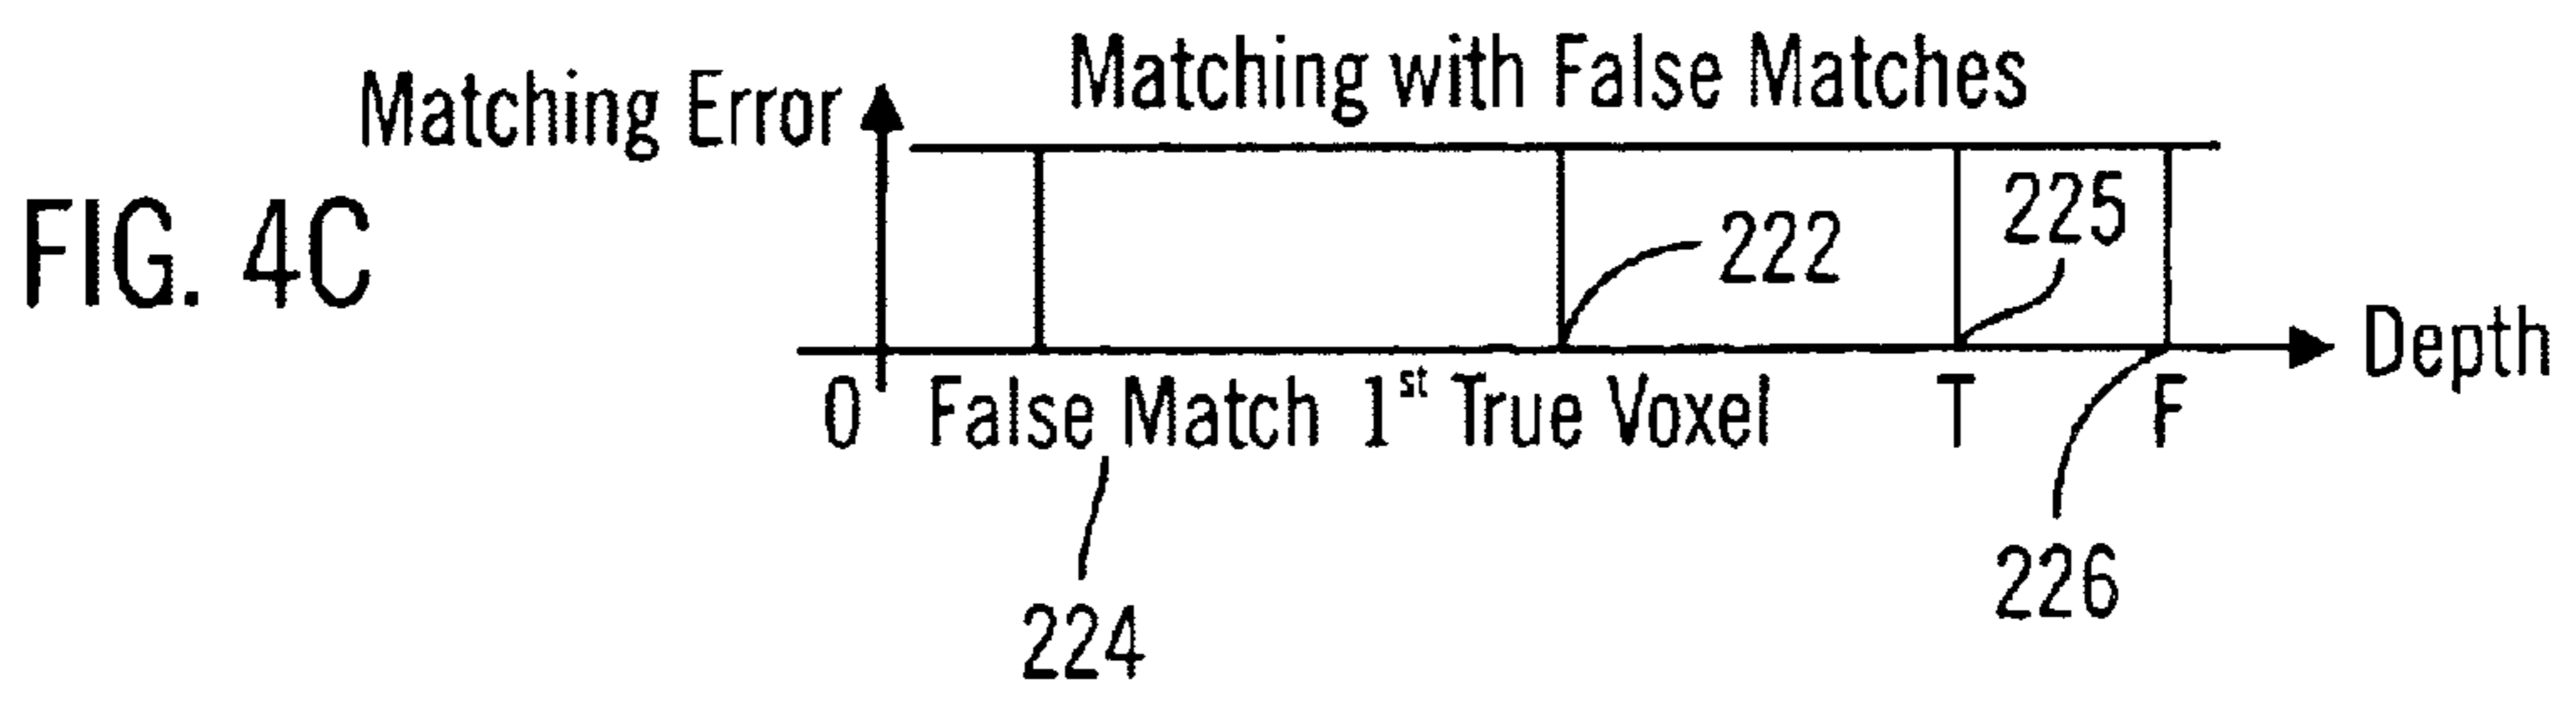 Matching with False Matches
Matching Error
FIG. 4C
225
222
Depth
0 False Match 1st True Voxel T F
224
226